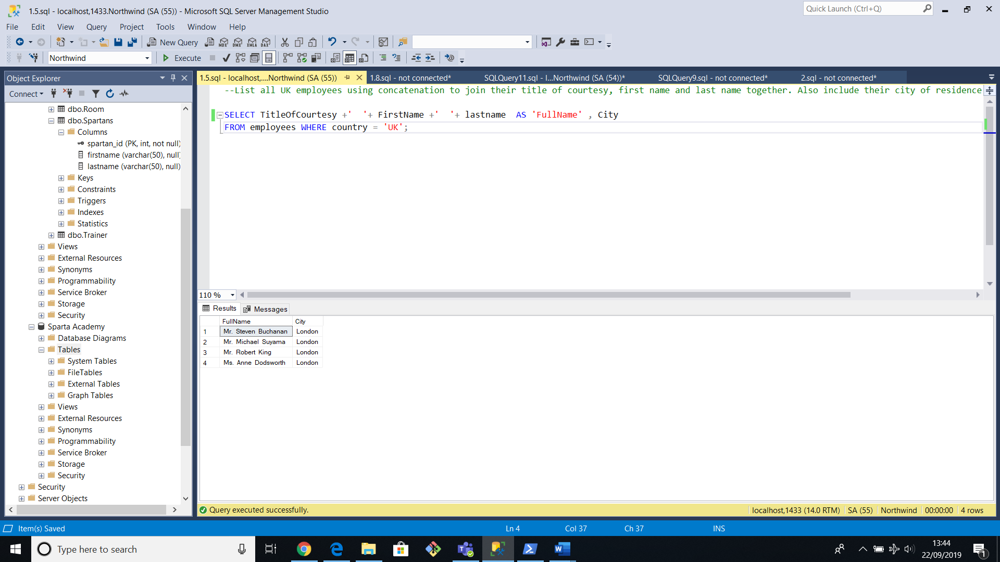 1.5.sql - localhost,1433.Northwind (SA (55)) - Microsoft SQL Server Management Studio
Quick Launch (Ctrl+Q)
File Edit View Query Project Tools Window Help
New Query
MDX DMX XMLA DAX
Northwind
Execute
Object Explorer
1.5.sql - localhost,....Northwind (SA (55))
1.8.sql - not connected*
SQLQuery11.sql - l...Northwind (SA (54))*
SQLQuery9.sql - not connected*
2.sql - not connected*
Connect
--List all UK employees using concatenation to join their title of courtesy, first name and last name together. Also include their city of residence
SELECT TitleOfCourtesy +'  '+ FirstName +'  '+ lastname  AS 'FullName' , City
FROM employees WHERE country = 'UK';
dbo.Room
dbo.Spartans
Columns
spartan_id (PK, int, not null)
firstname (varchar(50), null)
lastname (varchar(50), null)
Keys
Constraints
Triggers
Indexes
Statistics
dbo.Trainer
Views
External Resources
Synonyms
Programmability
Service Broker
Storage
Security
Sparta Academy
Database Diagrams
Tables
System Tables
FileTables
External Tables
Graph Tables
Views
External Resources
Synonyms
Programmability
Service Broker
Storage
Security
Security
Server Objects
110 %
Results Messages
FullName City
1 Mr. Steven Buchanan London
2 Mr. Michael Suyama London
3 Mr. Robert King London
4 Ms. Anne Dodsworth London
Query executed successfully.
localhost,1433 (14.0 RTM) SA (55) Northwind 00:00:00 4 rows
Item(s) Saved
Ln 4 Col 37 Ch 37 INS
Type here to search
13:44
22/09/2019
1